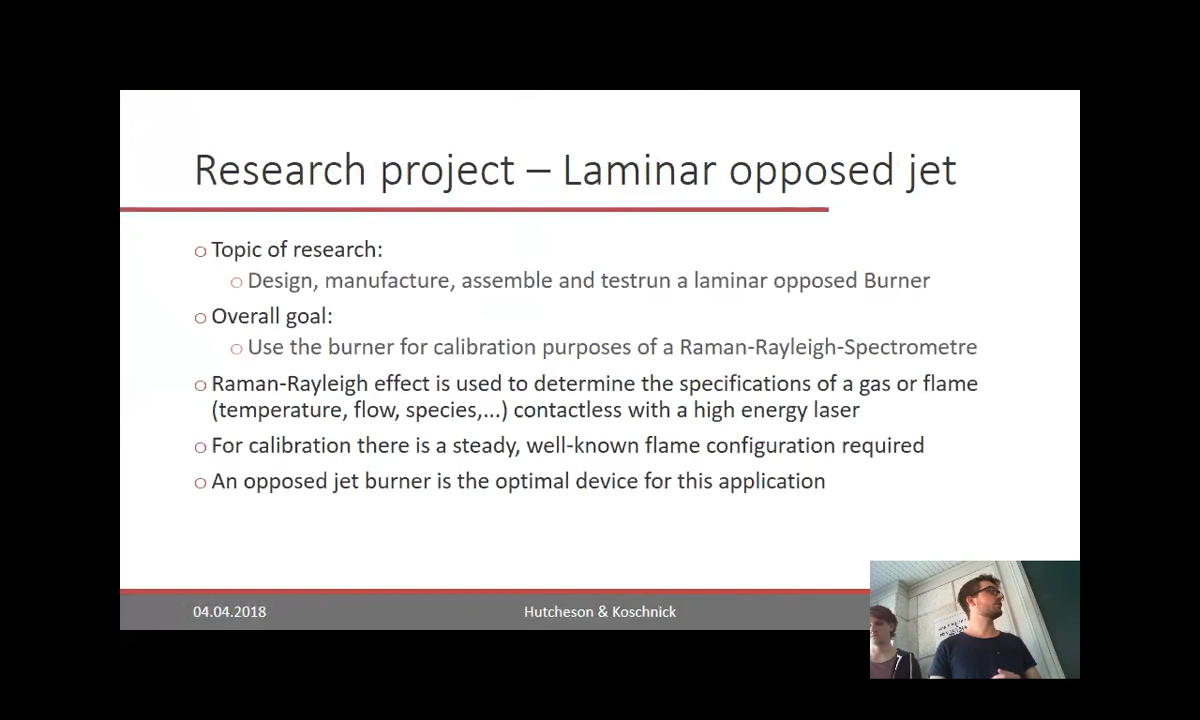 Research project – Laminar opposed jet
Topic of research:
Design, manufacture, assemble and testrun a laminar opposed Burner
Overall goal:
Use the burner for calibration purposes of a Raman-Rayleigh-Spectrometre
Raman-Rayleigh effect is used to determine the specifications of a gas or flame
(temperature, flow, species,...) contactless with a high energy laser
For calibration there is a steady, well-known flame configuration required
An opposed jet burner is the optimal device for this application
04.04.2018
Hutcheson & Koschnick